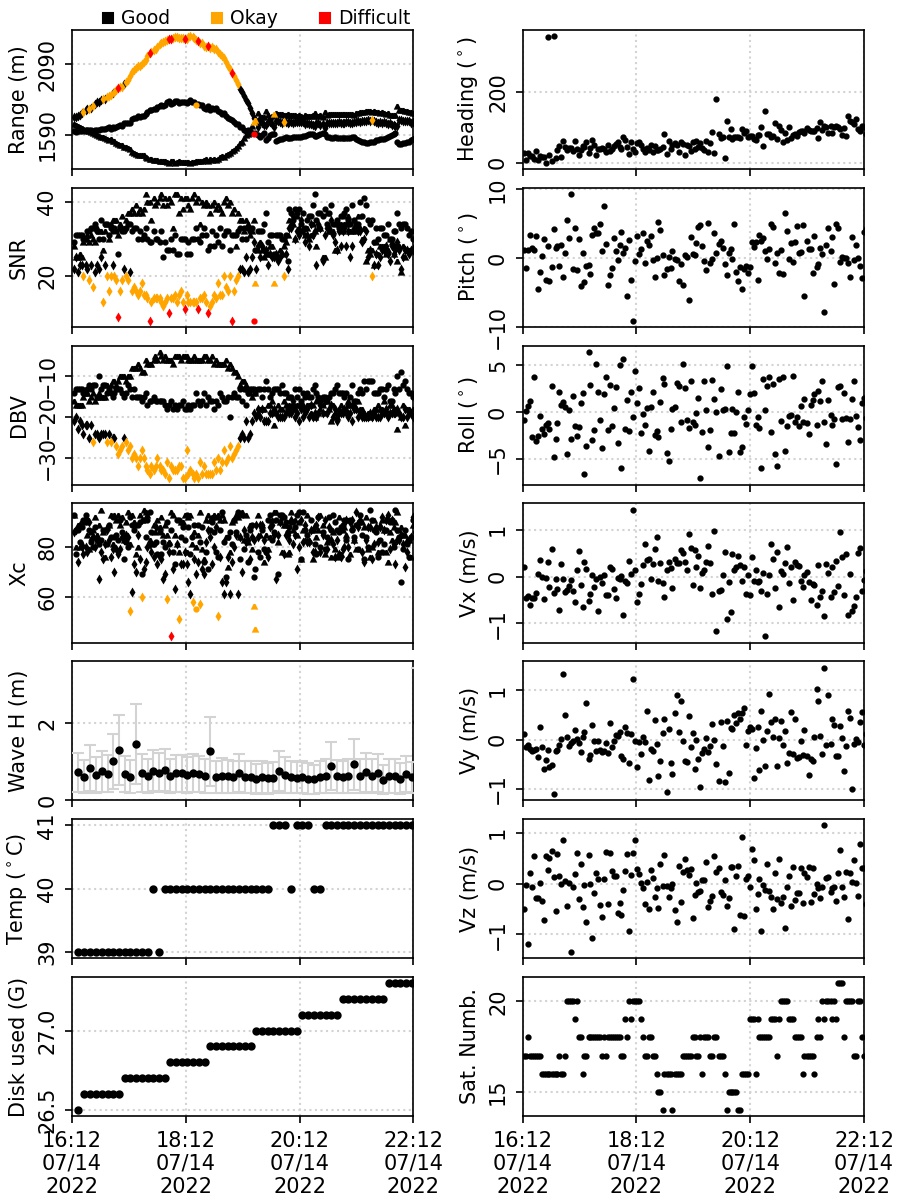 Good Okay Difficult
Range (m)
2090
1590
Heading (°)
200
0
SNR
40
20
Pitch (°)
10
0
−10
DBV
−10
−20
−30
Roll (°)
5
0
−5
Xc
80
60
Vx (m/s)
1
0
−1
Wave H (m)
2
0
Vy (m/s)
1
0
−1
Temp (°C)
41
40
39
Vz (m/s)
1
0
−1
Disk used (G)
27.0
26.5
Sat. Numb.
20
15
16:12 18:12 20:12 22:12 16:12 18:12 20:12 22:12
07/14 07/14 07/14 07/14 07/14 07/14 07/14 07/14
2022 2022 2022 2022 2022 2022 2022 2022